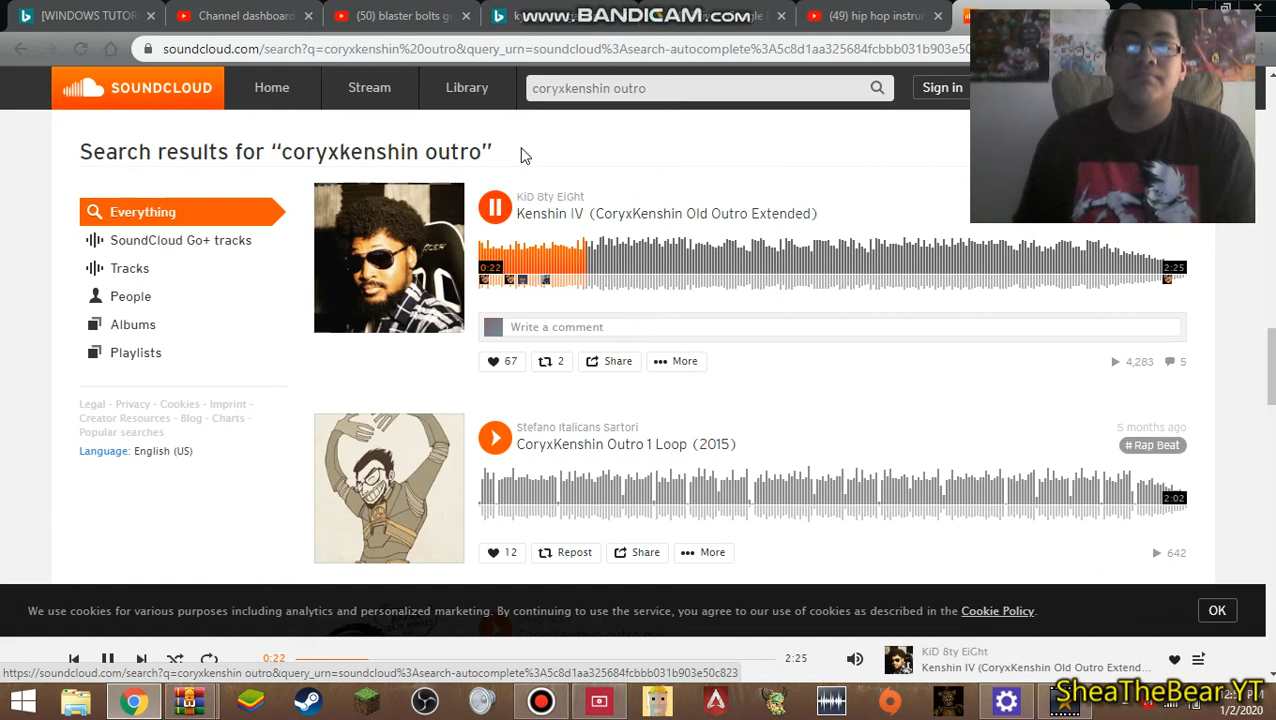 [WINDOWS TUTOR
Channel dashboard
(50) blaster bolts gr
www.BANDICAM.com
(49) hip hop instrum
soundcloud.com/search?q=coryxkenshin%20outro&query_urn=soundcloud%3Asearch-autocomplete%3A5c8d1aa325684fcbbb031b903e50
SOUNDCLOUD
Home
Stream
Library
coryxkenshin outro
Sign in
Search results for “coryxkenshin outro”
Everything
SoundCloud Go+ tracks
Tracks
People
Albums
Playlists
Legal - Privacy - Cookies - Imprint -
Creator Resources - Blog - Charts -
Popular searches
Language: English (US)
KiD 8ty EiGht
Kenshin IV (CoryxKenshin Old Outro Extended)
0:22
2:25
Write a comment
67
2
Share
More
4,283
5
Stefano Italicans Sartori
5 months ago
CoryxKenshin Outro 1 Loop (2015)
# Rap Beat
2:02
12
Repost
Share
More
642
We use cookies for various purposes including analytics and personalized marketing. By continuing to use the service, you agree to our use of cookies as described in the Cookie Policy.
OK
0:22
2:25
KiD 8ty EiGht
Kenshin IV (CoryxKenshin Old Outro Extend...
https://soundcloud.com/search?q=coryxkenshin outro&query_urn=soundcloud%3Asearch-autocomplete%3A5c8d1aa325684fcbbb031b903e50c823
SheaTheBear YT
1/2/2020